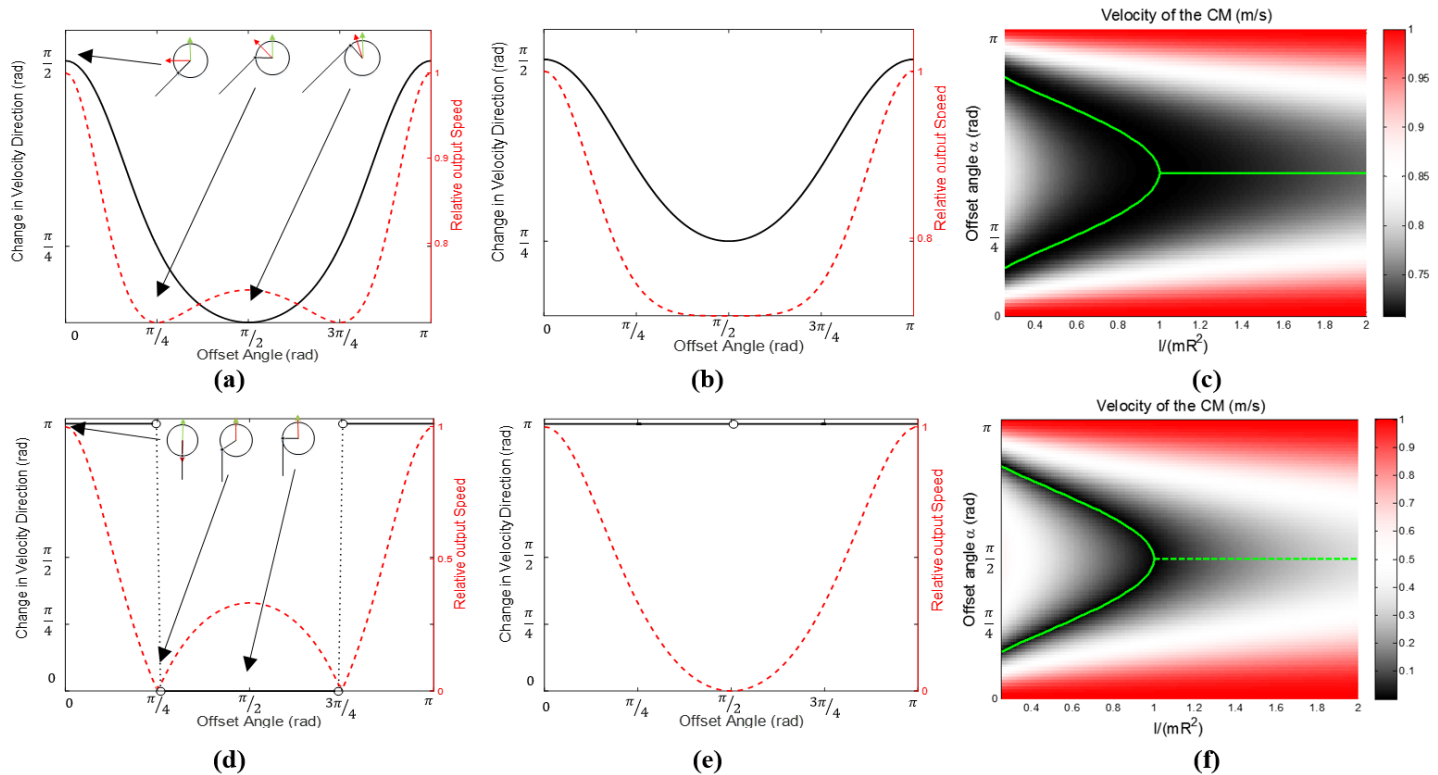 Change in Velocity Direction (rad)
π/2
π/4
0
π/4
π/2
3π/4
π
Offset Angle (rad)
1
0.9
0.8
Relative output Speed
(a)
Change in Velocity Direction (rad)
π/2
π/4
0
π/4
π/2
3π/4
π
Offset Angle (rad)
1
0.8
Relative output Speed
(b)
Velocity of the CM (m/s)
Offset angle α (rad)
π
π/4
0
0.4
0.6
0.8
1
1.2
1.4
1.6
1.8
2
I/(mR²)
1
0.95
0.9
0.85
0.8
0.75
(c)
Change in Velocity Direction (rad)
π
π/2
π/4
0
π/4
π/2
3π/4
π
Offset Angle (rad)
1
0.5
0
Relative output Speed
(d)
Change in Velocity Direction (rad)
π
π/2
π/4
0
π/4
π/2
3π/4
π
Offset Angle (rad)
1
0.5
0
Relative output Speed
(e)
Velocity of the CM (m/s)
Offset angle α (rad)
π
π/2
π/4
0
0.4
0.6
0.8
1
1.2
1.4
1.6
1.8
2
I/(mR²)
1
0.9
0.8
0.7
0.6
0.5
0.4
0.3
0.2
0.1
(f)